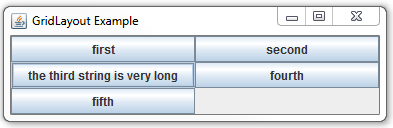 GridLayout Example
first second
the third string is very long fourth
fifth